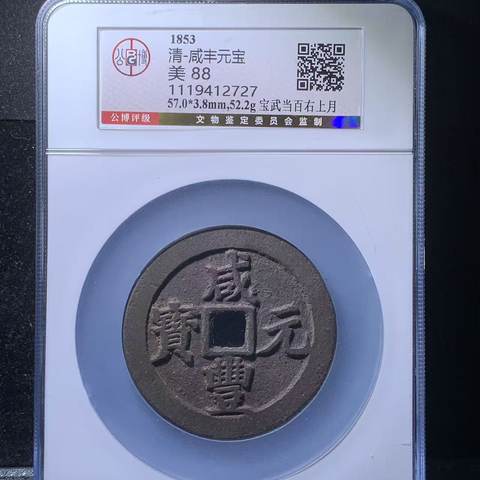 1853
公博
清-咸丰元宝
美 88
1119412727
57.0*3.8mm,52.2g 宝武当百右上月
公博评级
文物鉴定委员会监制
咸
寶 元
豐